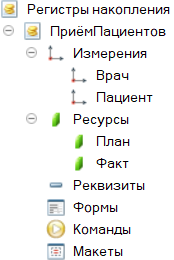 Регистры накопления
ПриёмПациентов
Измерения
Врач
Пациент
Ресурсы
План
Факт
Реквизиты
Формы
Команды
Макеты